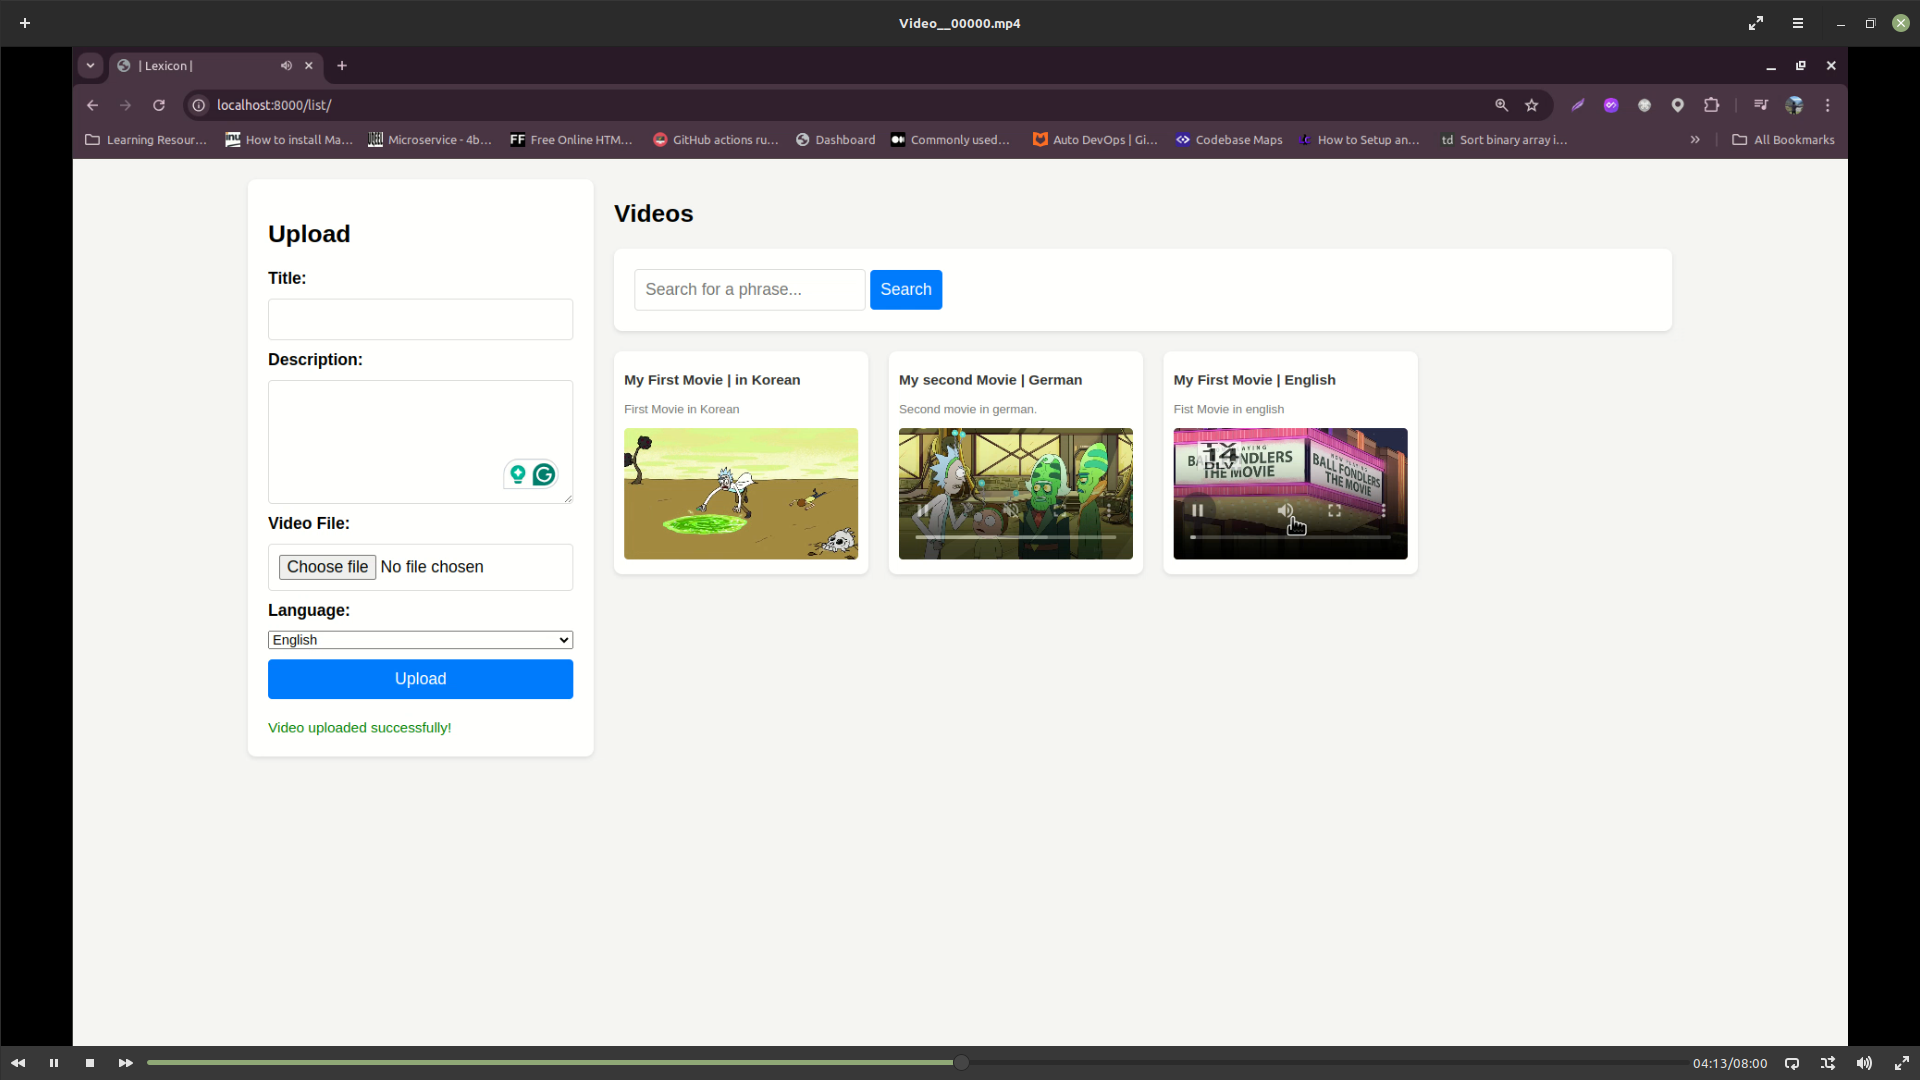 Video__00000.mp4
| Lexicon |
localhost:8000/list/
Learning Resour... How to install Ma... Microservice - 4b... FF Free Online HTM... GitHub actions ru... Dashboard Commonly used... Auto DevOps | Gi... Codebase Maps How to Setup an... td Sort binary array i... » All Bookmarks
Upload
Title:
Description:
Video File:
Choose file No file chosen
Language:
English
Upload
Video uploaded successfully!
Videos
Search for a phrase... Search
My First Movie | in Korean
First Movie in Korean
My second Movie | German
Second movie in german.
My First Movie | English
Fist Movie in english
14
BALL FONDLERS
THE MOVIE
04:13/08:00